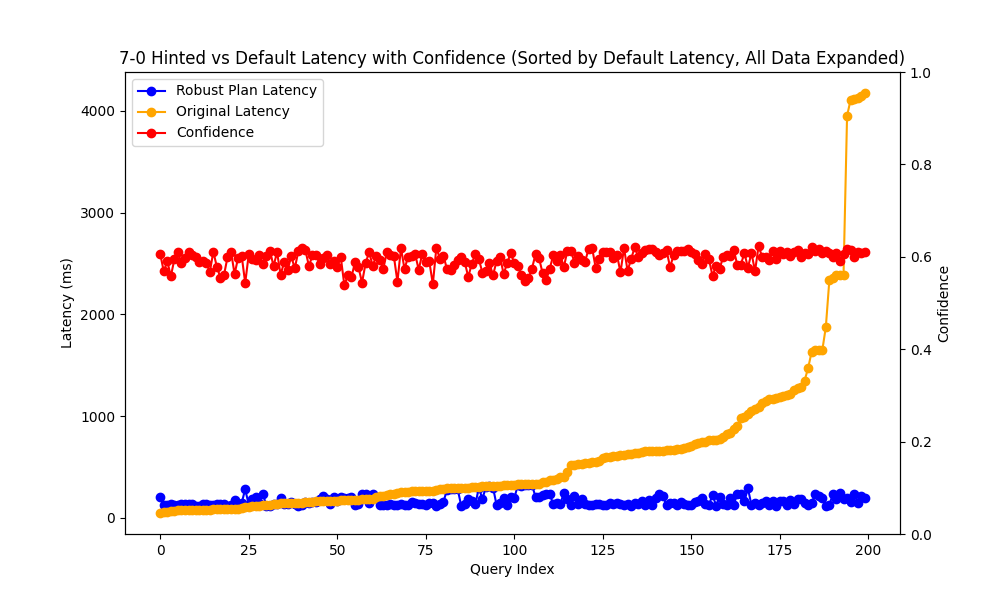 7-0 Hinted vs Default Latency with Confidence (Sorted by Default Latency, All Data Expanded)
Robust Plan Latency
Original Latency
Confidence
4000
3000
2000
1000
0
Latency (ms)
1.0
0.8
0.6
0.4
0.2
0.0
Confidence
0
25
50
75
100
125
150
175
200
Query Index